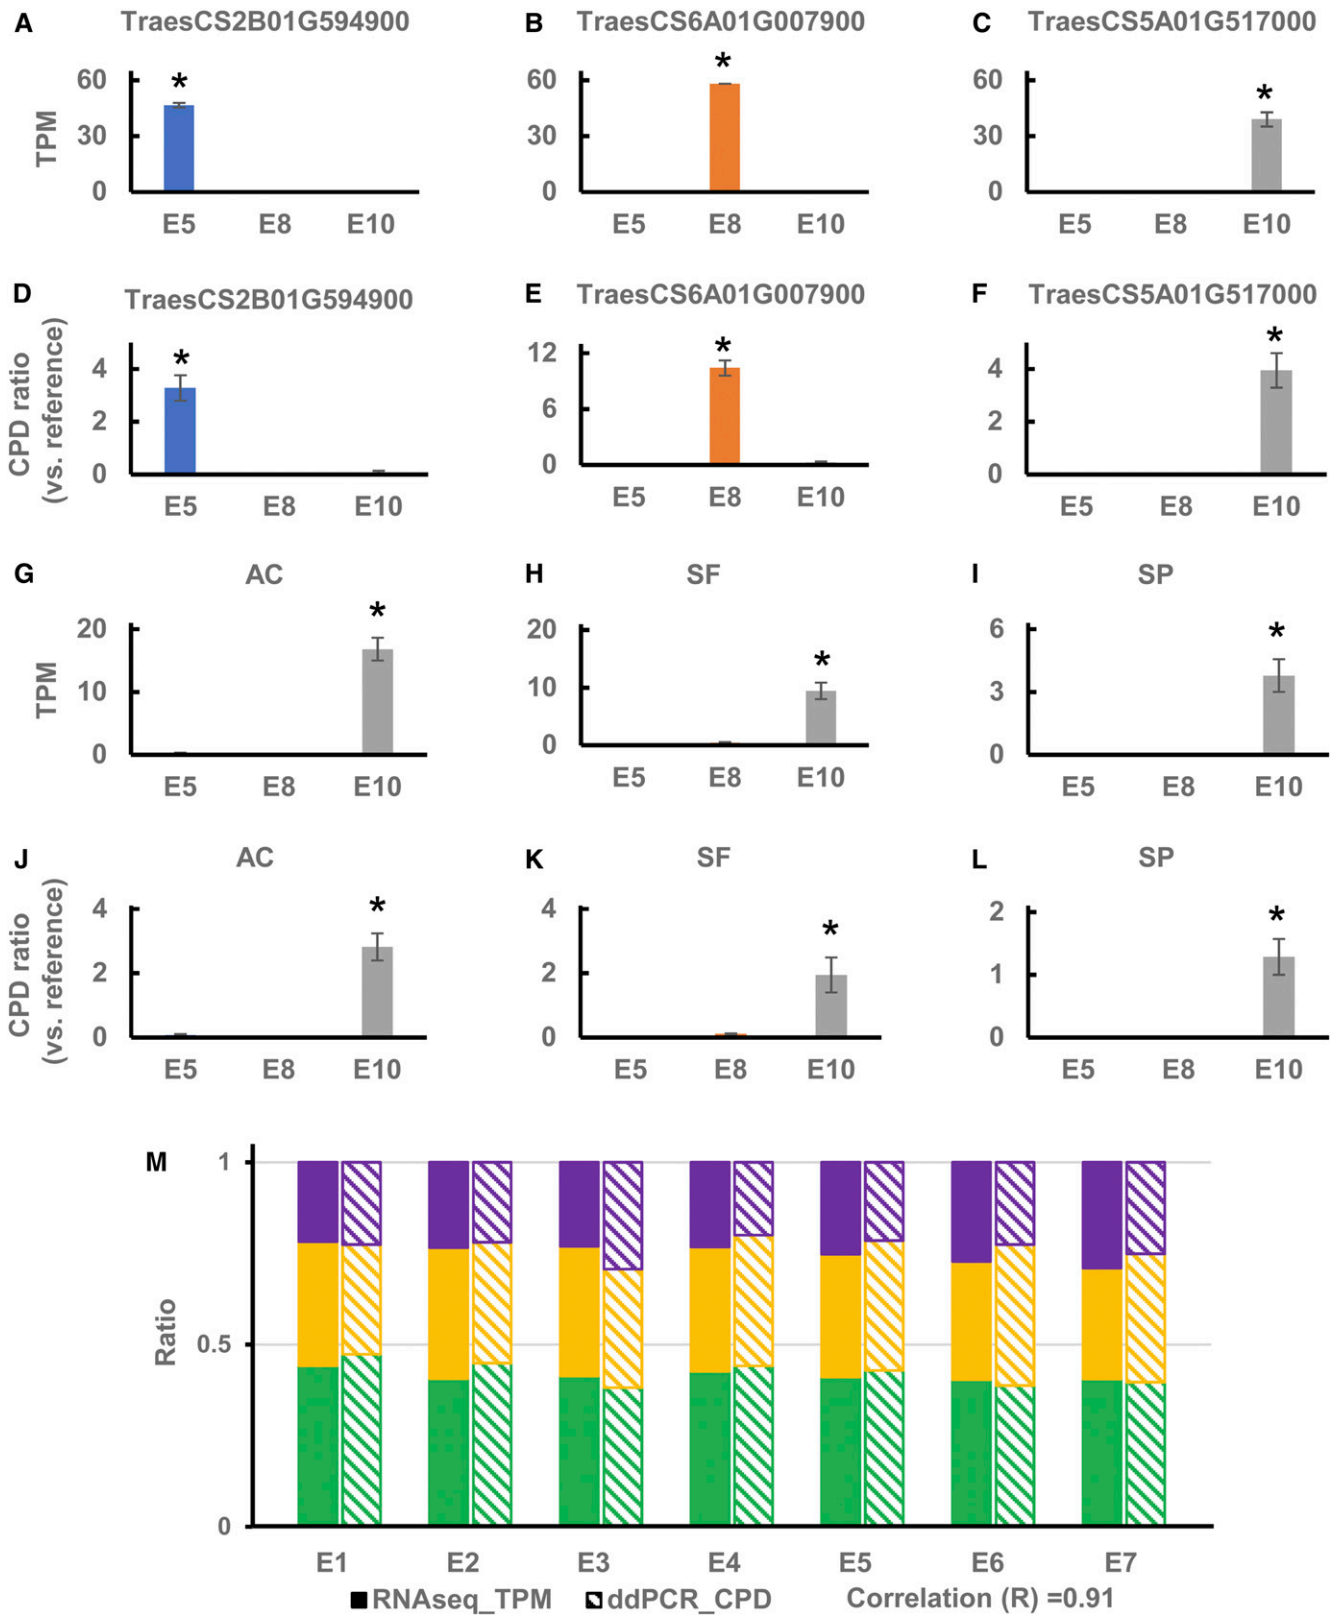 A TraesCS2B01G594900
B TraesCS6A01G007900
C TraesCS5A01G517000
TPM
60
30
0
E5 E8 E10
*
60
30
0
E5 E8 E10
*
60
30
0
E5 E8 E10
*
D TraesCS2B01G594900
E TraesCS6A01G007900
F TraesCS5A01G517000
CPD ratio
(vs. reference)
4
2
0
E5 E8 E10
*
12
6
0
E5 E8 E10
*
4
2
0
E5 E8 E10
*
G AC
H SF
I SP
TPM
20
10
0
E5 E8 E10
*
20
10
0
E5 E8 E10
*
6
3
0
E5 E8 E10
*
J AC
K SF
L SP
CPD ratio
(vs. reference)
4
2
0
E5 E8 E10
*
4
2
0
E5 E8 E10
*
2
1
0
E5 E8 E10
*
M
Ratio
1
0.5
0
E1 E2 E3 E4 E5 E6 E7
RNAseq_TPM ddPCR_CPD Correlation (R) =0.91